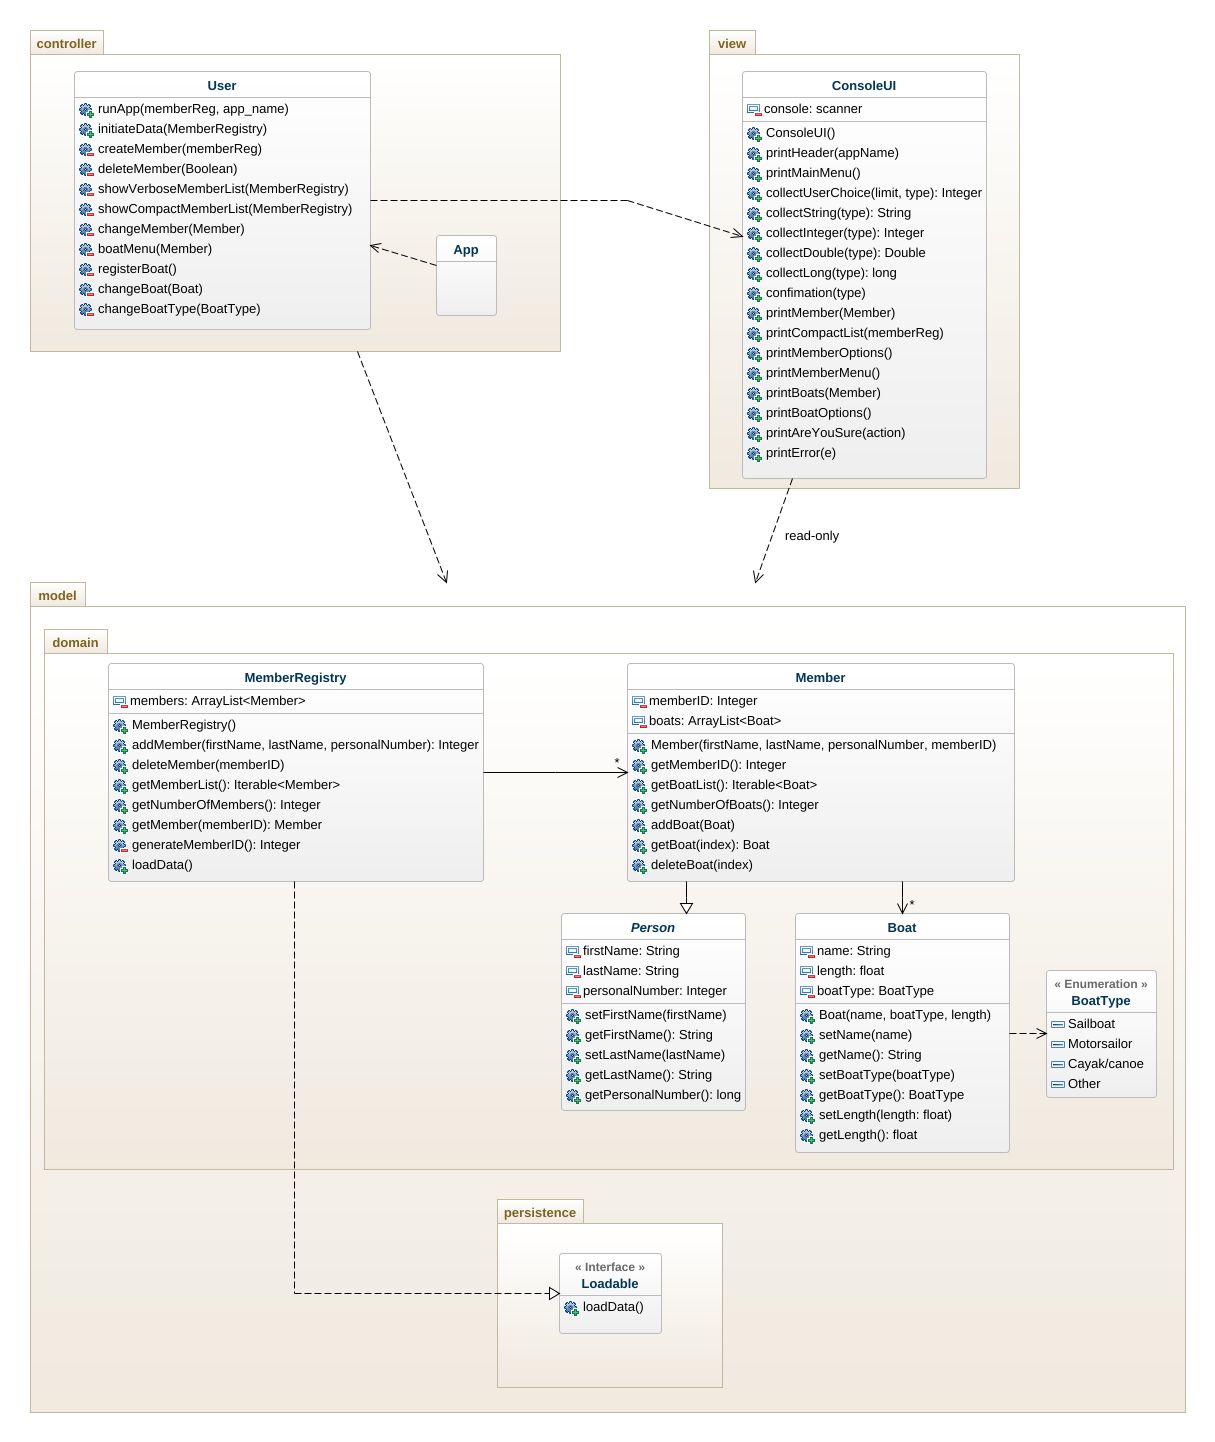 controller
User
runApp(memberReg, app_name)
initiateData(MemberRegistry)
createMember(memberReg)
deleteMember(Boolean)
showVerboseMemberList(MemberRegistry)
showCompactMemberList(MemberRegistry)
changeMember(Member)
boatMenu(Member)
registerBoat()
changeBoat(Boat)
changeBoatType(BoatType)
App
view
ConsoleUI
console: scanner
ConsoleUI()
printHeader(appName)
printMainMenu()
collectUserChoice(limit, type): Integer
collectString(type): String
collectInteger(type): Integer
collectDouble(type): Double
collectLong(type): long
confimation(type)
printMember(Member)
printCompactList(memberReg)
printMemberOptions()
printMemberMenu()
printBoats(Member)
printBoatOptions()
printAreYouSure(action)
printError(e)
read-only
model
domain
MemberRegistry
members: ArrayList<Member>
MemberRegistry()
addMember(firstName, lastName, personalNumber): Integer
deleteMember(memberID)
getMemberList(): Iterable<Member>
getNumberOfMembers(): Integer
getMember(memberID): Member
generateMemberID(): Integer
loadData()
*
Member
memberID: Integer
boats: ArrayList<Boat>
Member(firstName, lastName, personalNumber, memberID)
getMemberID(): Integer
getBoatList(): Iterable<Boat>
getNumberOfBoats(): Integer
addBoat(Boat)
getBoat(index): Boat
deleteBoat(index)
*
Person
firstName: String
lastName: String
personalNumber: Integer
setFirstName(firstName)
getFirstName(): String
setLastName(lastName)
getLastName(): String
getPersonalNumber(): long
Boat
name: String
length: float
boatType: BoatType
Boat(name, boatType, length)
setName(name)
getName(): String
setBoatType(boatType)
getBoatType(): BoatType
setLength(length: float)
getLength(): float
« Enumeration »
BoatType
Sailboat
Motorsailor
Cayak/canoe
Other
persistence
« Interface »
Loadable
loadData()